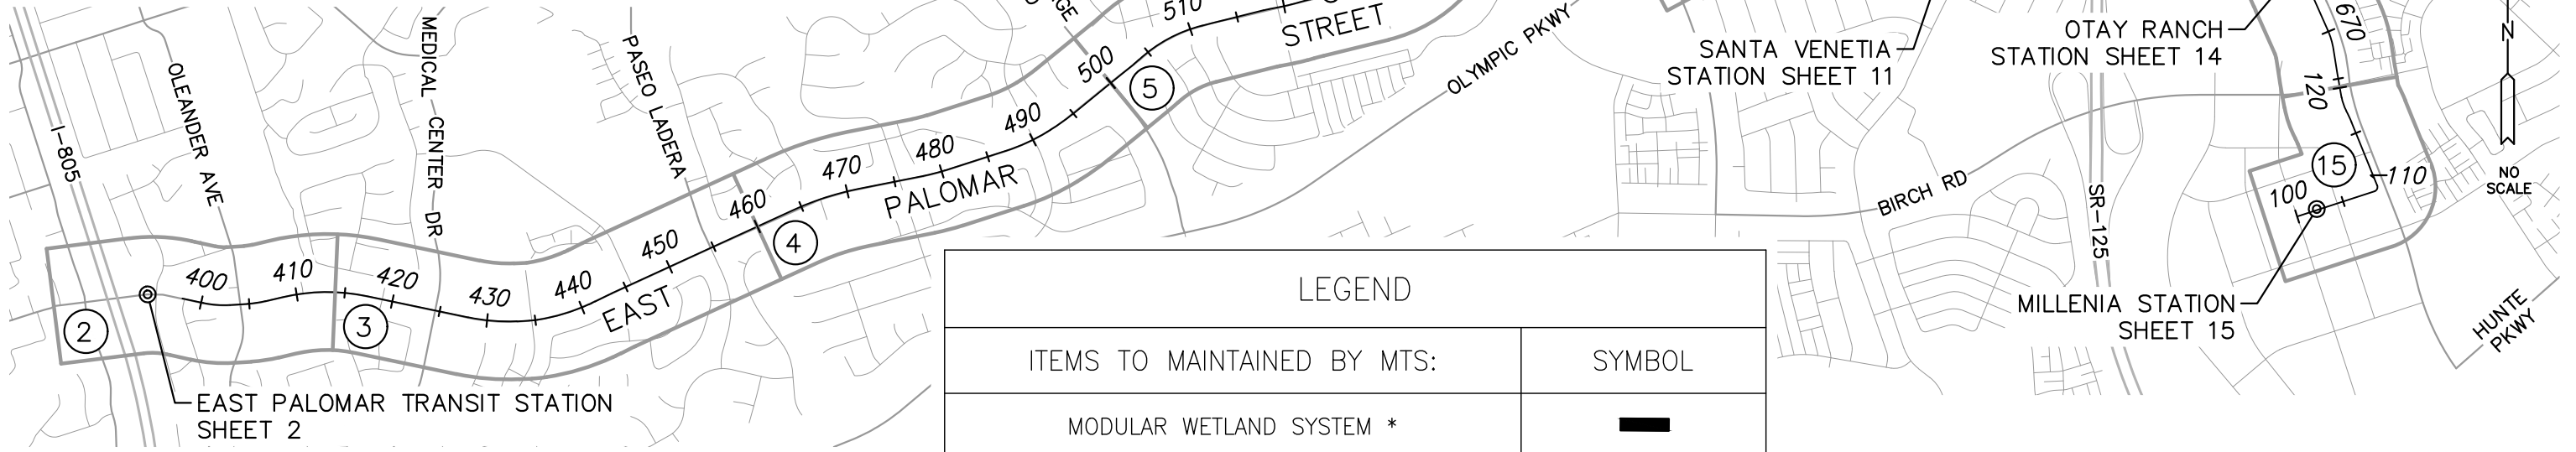 510
STREET
500
5
OLYMPIC PKWY
SANTA VENETIA
STATION SHEET 11
OTAY RANCH
STATION SHEET 14
670
N
NO
SCALE
120
15
110
100
MEDICAL CENTER DR
PASEO LADERA
OLEANDER AVE
I-805
490
480
470
460
450
440
430
420
410
400
EAST
PALOMAR
4
3
2
EAST PALOMAR TRANSIT STATION
SHEET 2
BIRCH RD
SR-125
MILLENIA STATION
SHEET 15
HUNTE
PKWY
LEGEND
ITEMS TO MAINTAINED BY MTS:
SYMBOL
MODULAR WETLAND SYSTEM *